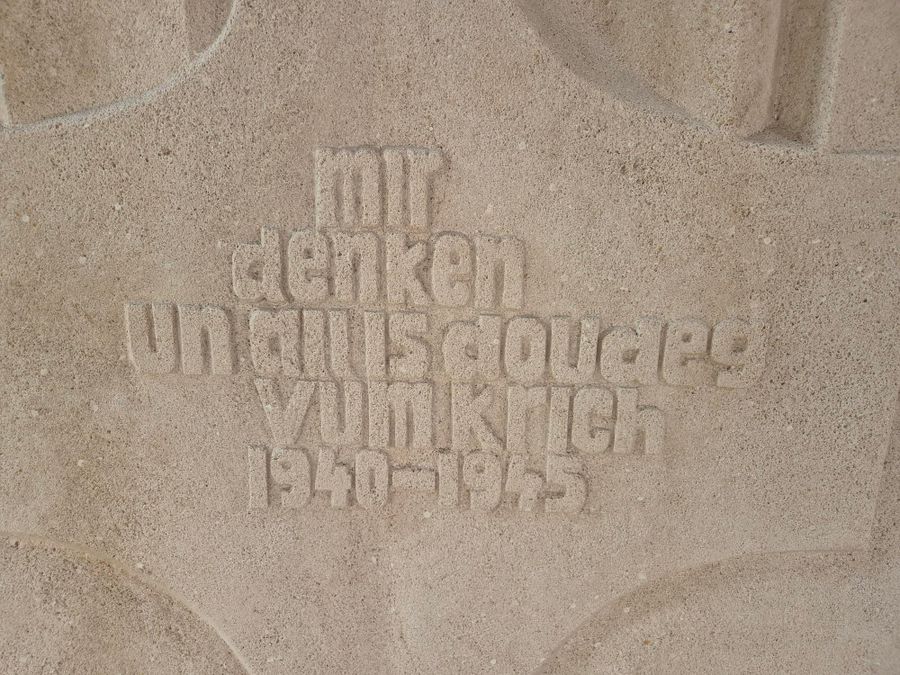 mir
denken
un all is doudeg
vum krich
1940–1945